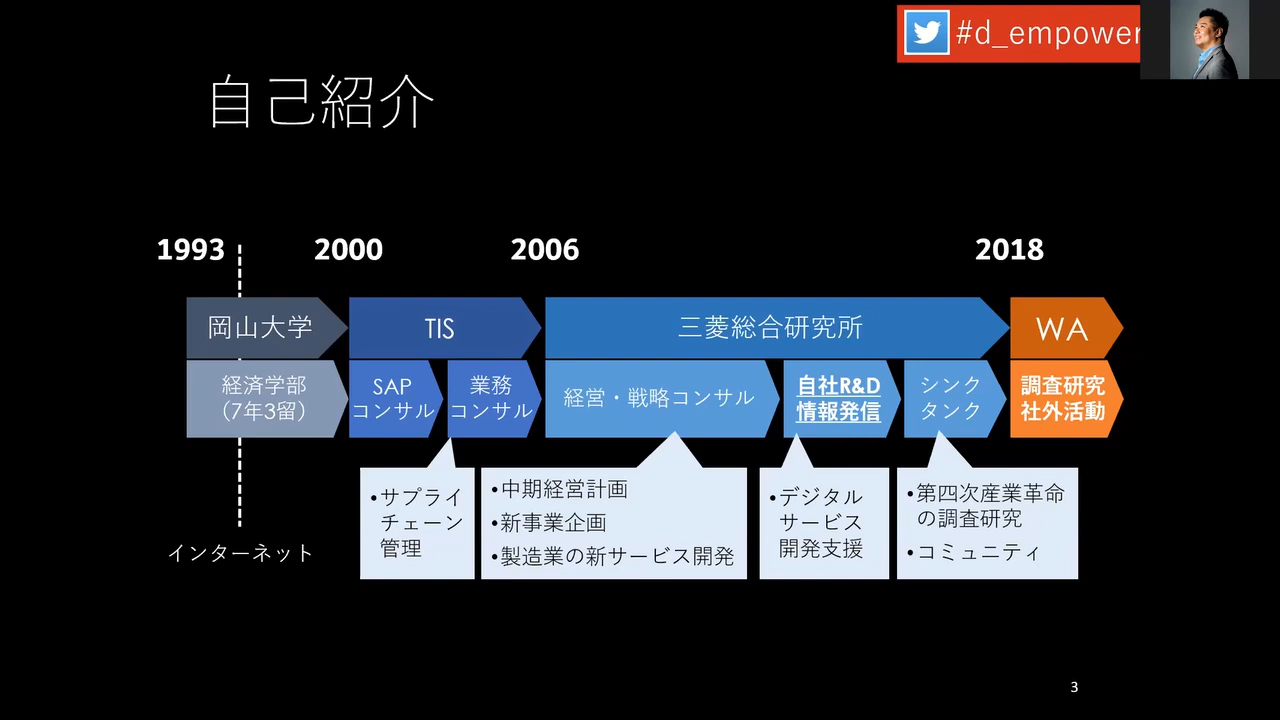 #d_empower
自己紹介
1993
2000
2006
2018
岡山大学
TIS
三菱総合研究所
WA
経済学部
（7年3留）
SAP
コンサル
業務
コンサル
経営・戦略コンサル
自社R&D
情報発信
シンク
タンク
調査研究
社外活動
•サプライ
チェーン
管理
•中期経営計画
•新事業企画
•製造業の新サービス開発
•デジタル
サービス
開発支援
•第四次産業革命
の調査研究
•コミュニティ
インターネット
3